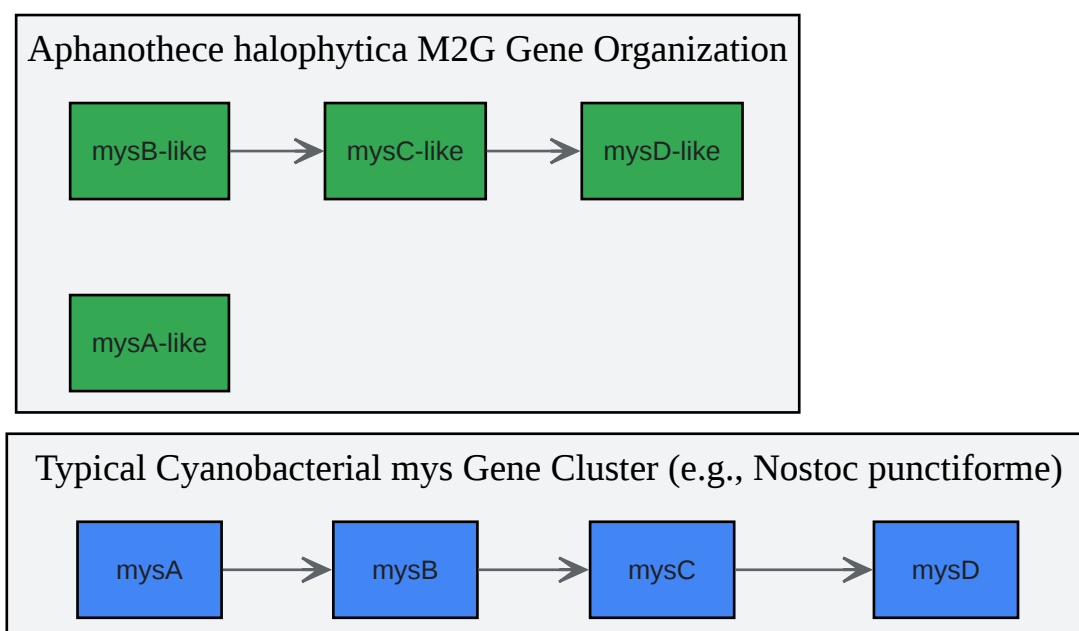 Aphanothece halophytica M2G Gene Organization
mysB-like mysC-like mysD-like
mysA-like
Typical Cyanobacterial mys Gene Cluster (e.g., Nostoc punctiforme)
mysA mysB mysC mysD